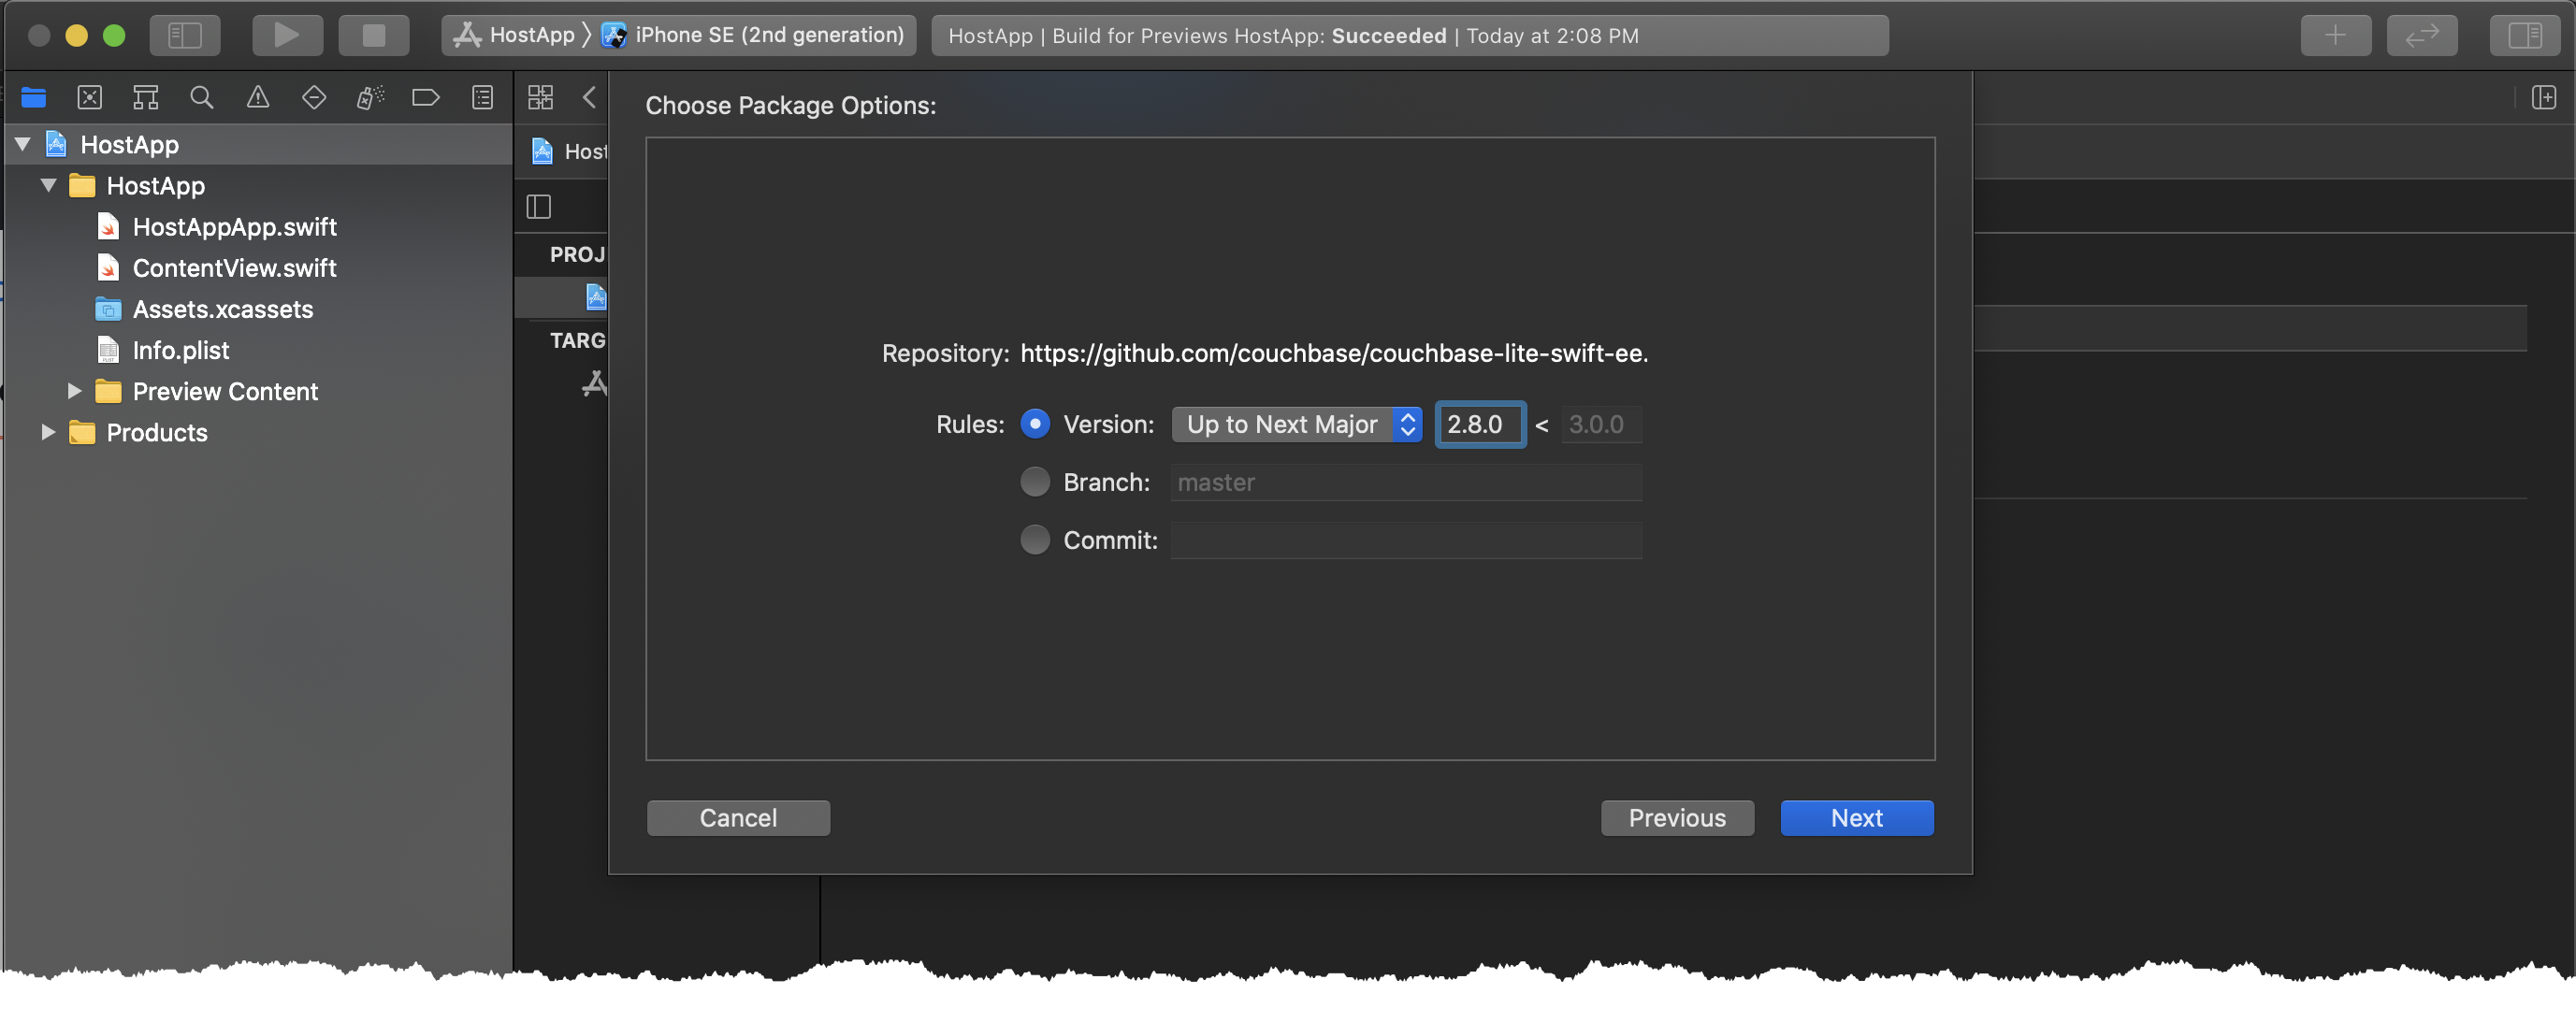 HostApp 〉 iPhone SE (2nd generation)
HostApp | Build for Previews HostApp: Succeeded | Today at 2:08 PM
HostApp
HostApp
HostAppApp.swift
ContentView.swift
Assets.xcassets
Info.plist
Preview Content
Products
Host
PROJ
TARG
Choose Package Options:
Repository: https://github.com/couchbase/couchbase-lite-swift-ee.
Rules: Version: Up to Next Major 2.8.0 < 3.0.0
Branch: master
Commit:
Cancel
Previous
Next